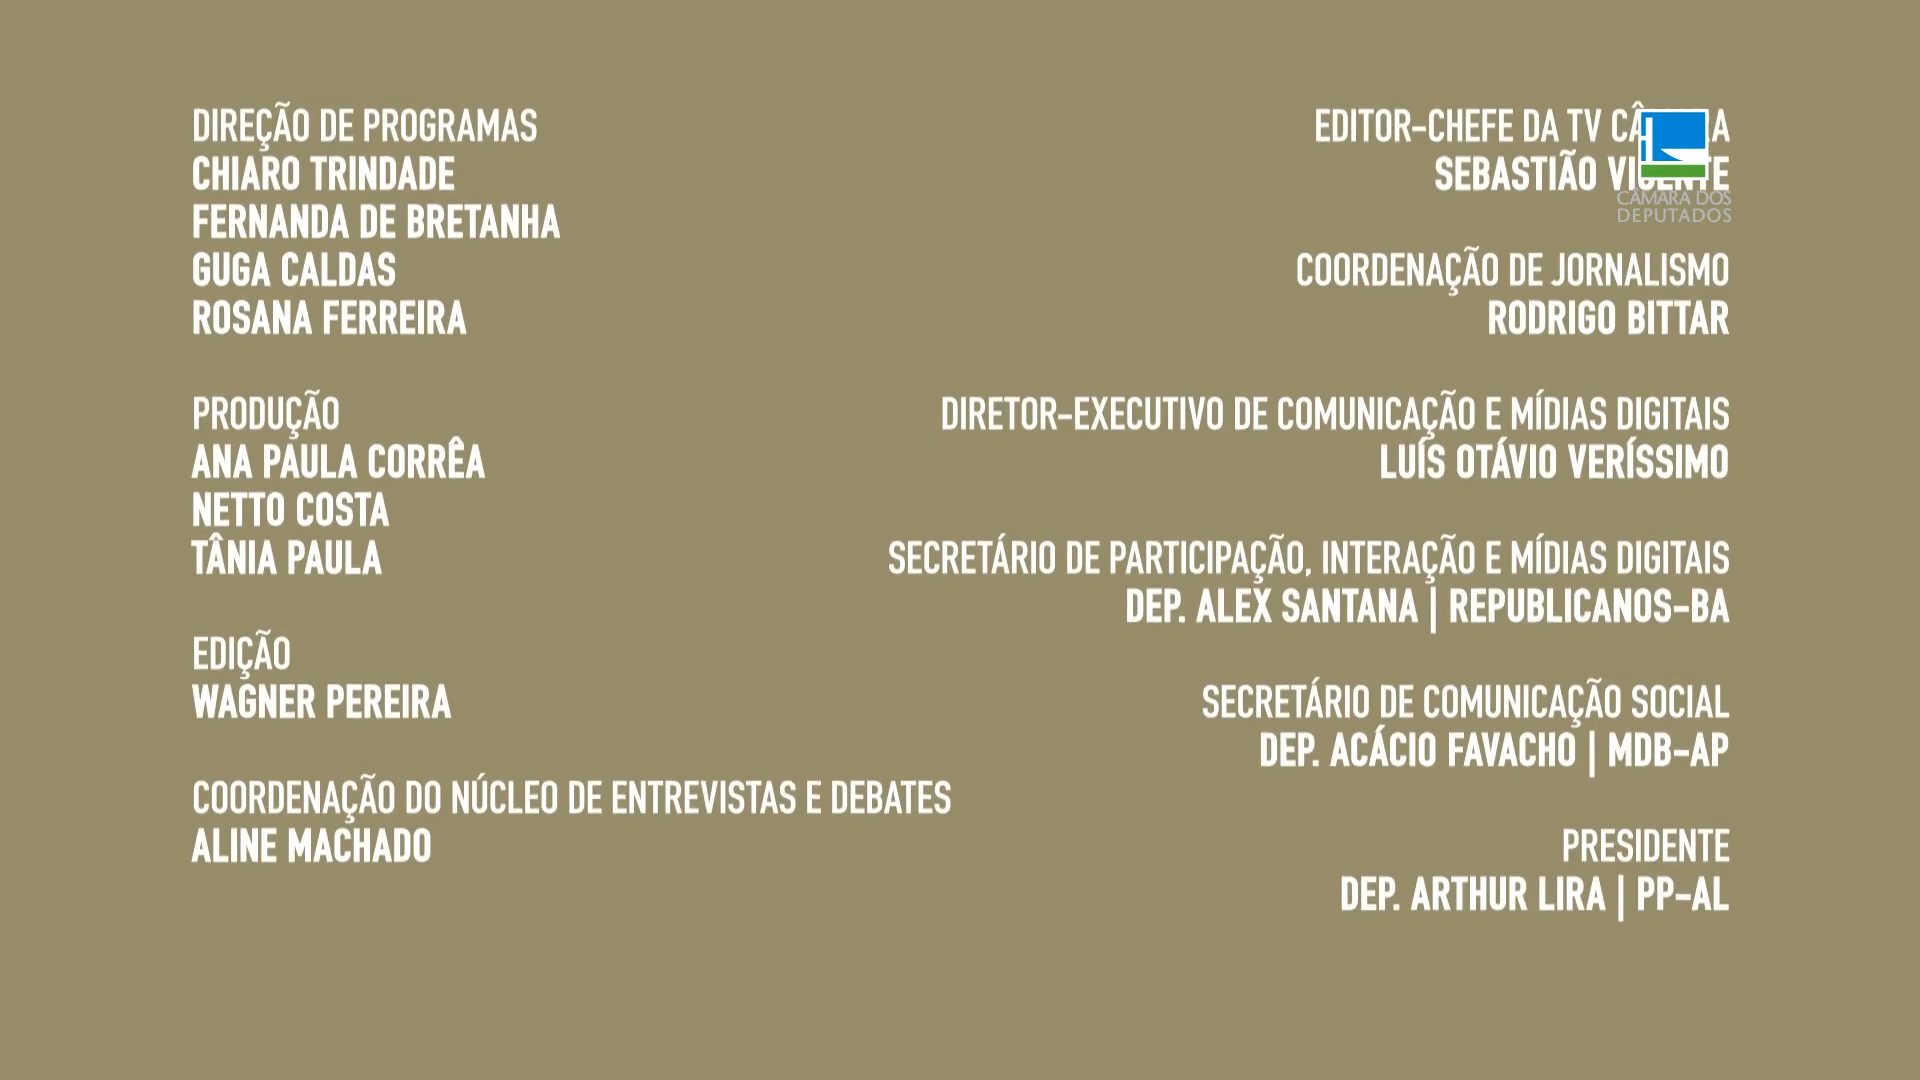 DIREÇÃO DE PROGRAMAS
CHIARO TRINDADE
FERNANDA DE BRETANHA
GUGA CALDAS
ROSANA FERREIRA
PRODUÇÃO
ANA PAULA CORRÊA
NETTO COSTA
TÂNIA PAULA
EDIÇÃO
WAGNER PEREIRA
COORDENAÇÃO DO NÚCLEO DE ENTREVISTAS E DEBATES
ALINE MACHADO
EDITOR-CHEFE DA TV
SEBASTIÃO VICENTE
CÂMARA DOS
DEPUTADOS
COORDENAÇÃO DE JORNALISMO
RODRIGO BITTAR
DIRETOR-EXECUTIVO DE COMUNICAÇÃO E MÍDIAS DIGITAIS
LUÍS OTÁVIO VERÍSSIMO
SECRETÁRIO DE PARTICIPAÇÃO, INTERAÇÃO E MÍDIAS DIGITAIS
DEP. ALEX SANTANA | REPUBLICANOS-BA
SECRETÁRIO DE COMUNICAÇÃO SOCIAL
DEP. ACÁCIO FAVACHO | MDB-AP
PRESIDENTE
DEP. ARTHUR LIRA | PP-AL